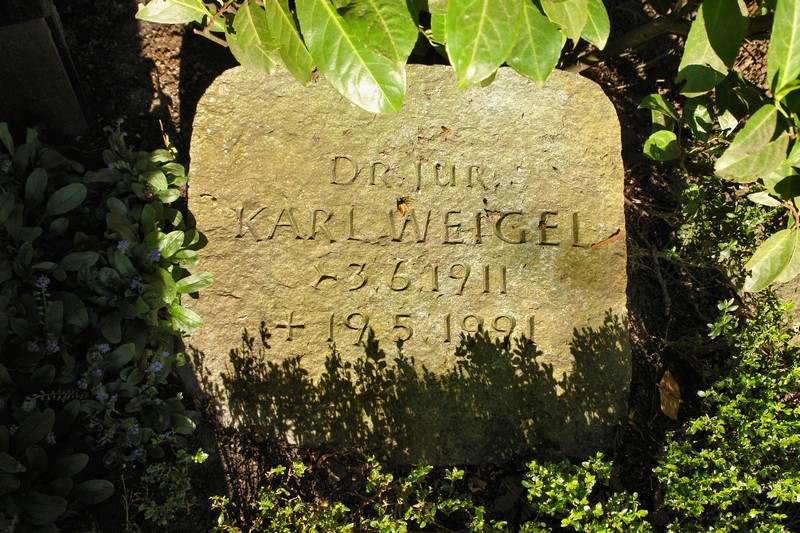 DR. JUR.
KARL WEIGEL
* 3.6.1911
+ 19.5.1991